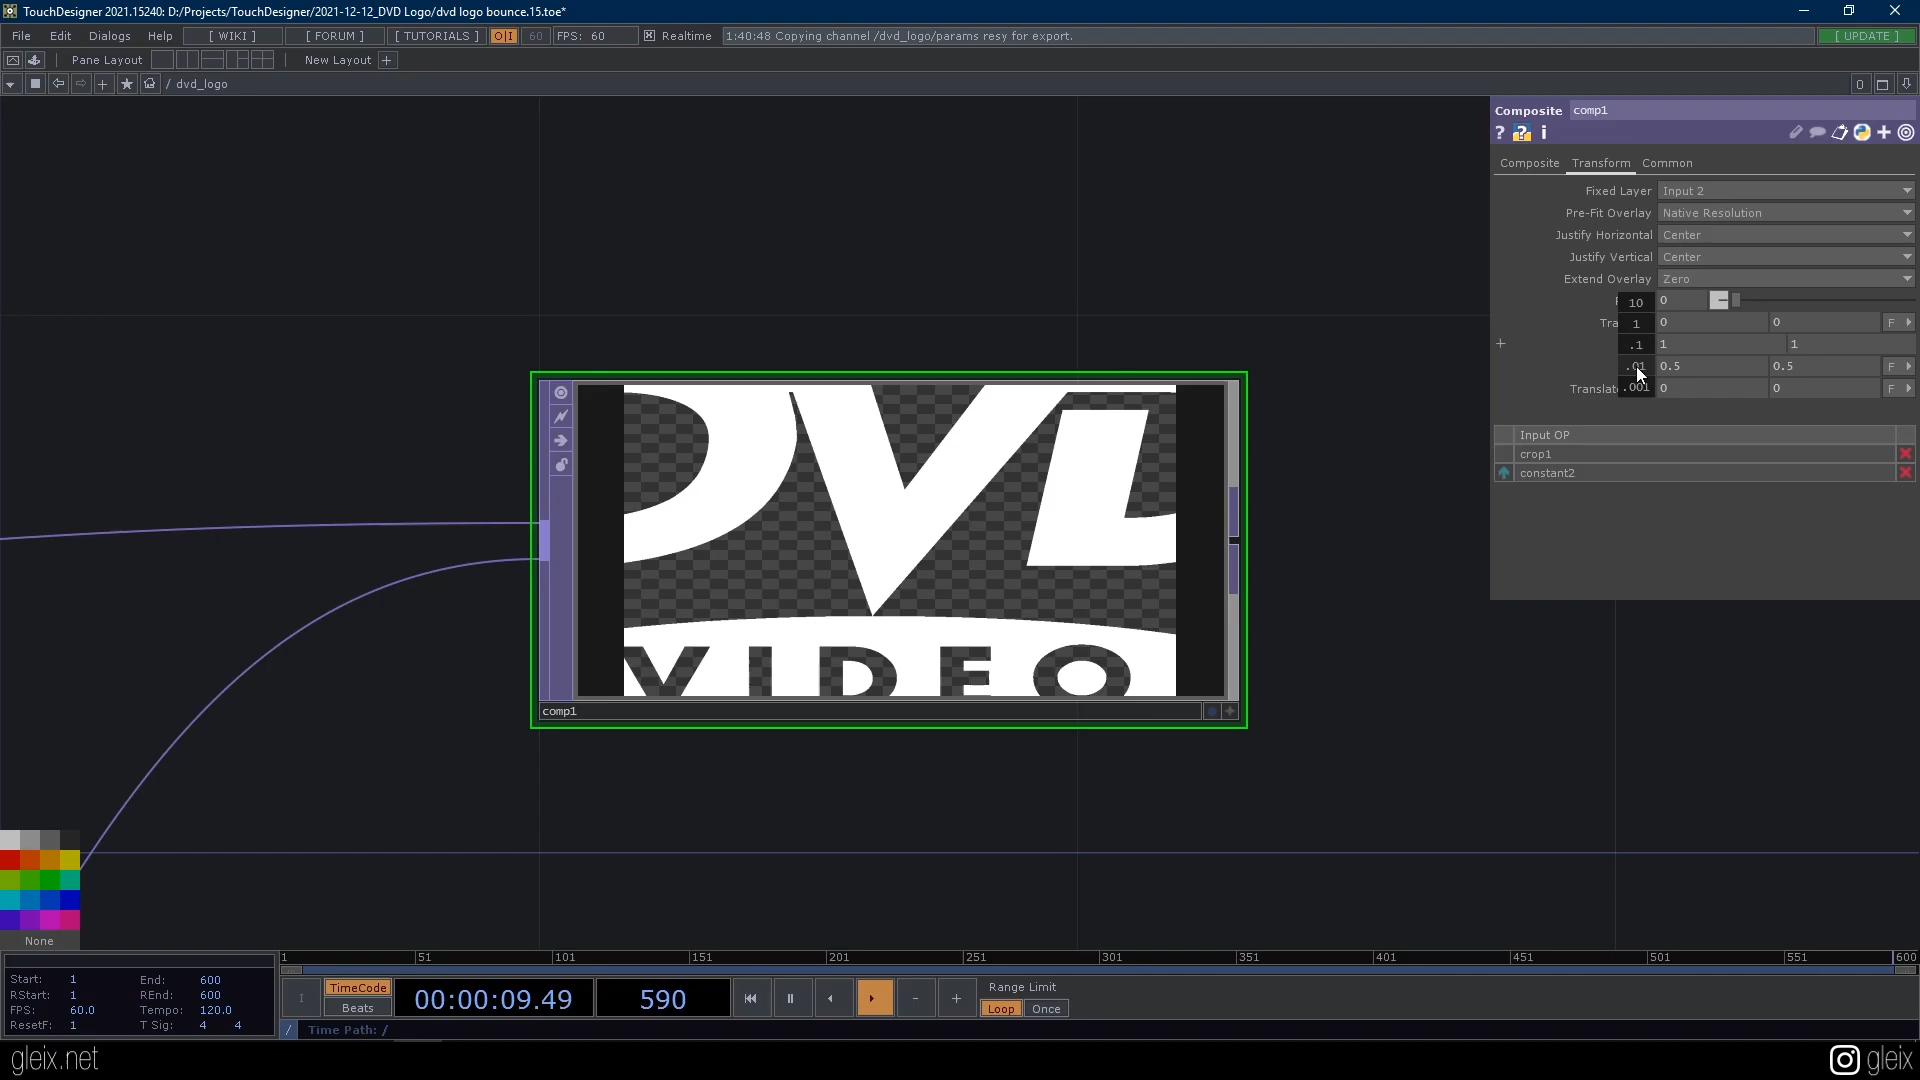 TouchDesigner 2021.15240: D:/Projects/TouchDesigner/2021-12-12_DVD Logo/dvd logo bounce.15.toe*
File Edit Dialogs Help [ WIKI ] [ FORUM ] [ TUTORIALS ] O|I 60 FPS: 60 Realtime 1:40:48 Copying channel /dvd_logo/params resy for export. [ UPDATE ]
Pane Layout New Layout +
/ dvd_logo
0
Composite comp1
? ? i
Composite Transform Common
Fixed Layer Input 2
Pre-Fit Overlay Native Resolution
Justify Horizontal Center
Justify Vertical Center
Extend Overlay Zero
10 0
Tra 1 0 0 F
+ .1 1 1
.01 0.5 0.5 F
Translat .001 0 0 F
Input OP
crop1
constant2
DVD
VIDEO
comp1
None
1 51 101 151 201 251 301 351 401 451 501 551 600
Start: 1 End: 600
RStart: 1 REnd: 600
FPS: 60.0 Tempo: 120.0
ResetF: 1 T Sig: 4 4
I TimeCode Beats 00:00:09.49 590 - + Range Limit
Loop Once
/ Time Path: /
gleix.net
gleix